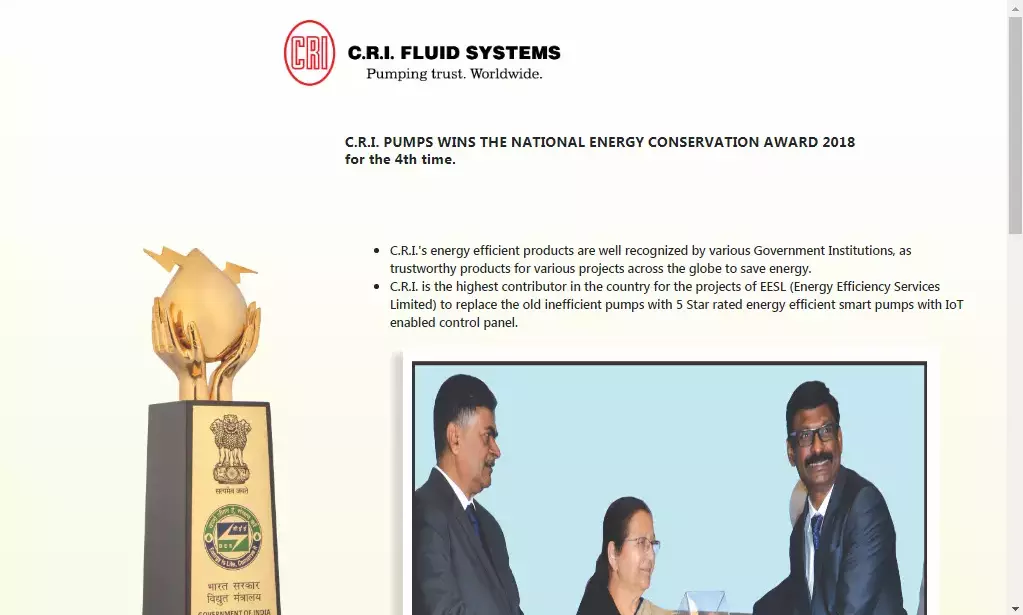 CRI
C.R.I. FLUID SYSTEMS
Pumping trust. Worldwide.
C.R.I. PUMPS WINS THE NATIONAL ENERGY CONSERVATION AWARD 2018
for the 4th time.
C.R.I.'s energy efficient products are well recognized by various Government Institutions, as
trustworthy products for various projects across the globe to save energy.
C.R.I. is the highest contributor in the country for the projects of EESL (Energy Efficiency Services
Limited) to replace the old inefficient pumps with 5 Star rated energy efficient smart pumps with IoT
enabled control panel.
सत्यमेव जयते
भारत सरकार
विद्युत मंत्रालय
GOVERNMENT OF INDIA